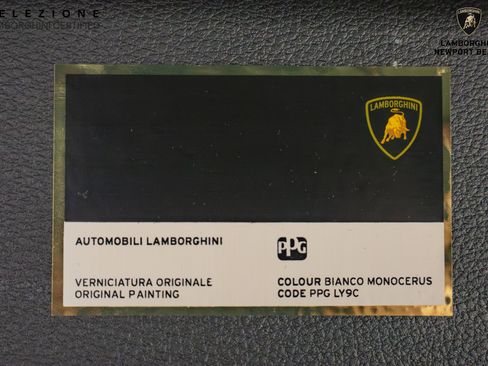 ELEZIONE
LAMBORGHINI
NEWPORT BE
LAMBORGHINI
AUTOMOBILI LAMBORGHINI
PPG
VERNICIATURA ORIGINALE
ORIGINAL PAINTING
COLOUR BIANCO MONOCERUS
CODE PPG LY9C